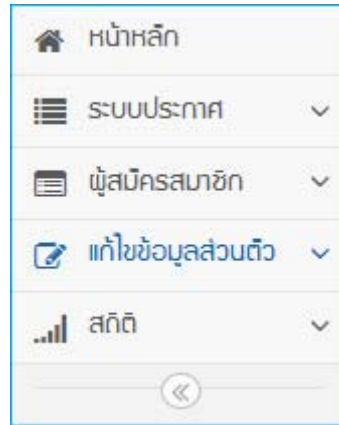 หน้าหลัก
ระบบประกาศ
ผู้สมัครสมาชิก
แก้ไขข้อมูลส่วนตัว
สถิติ